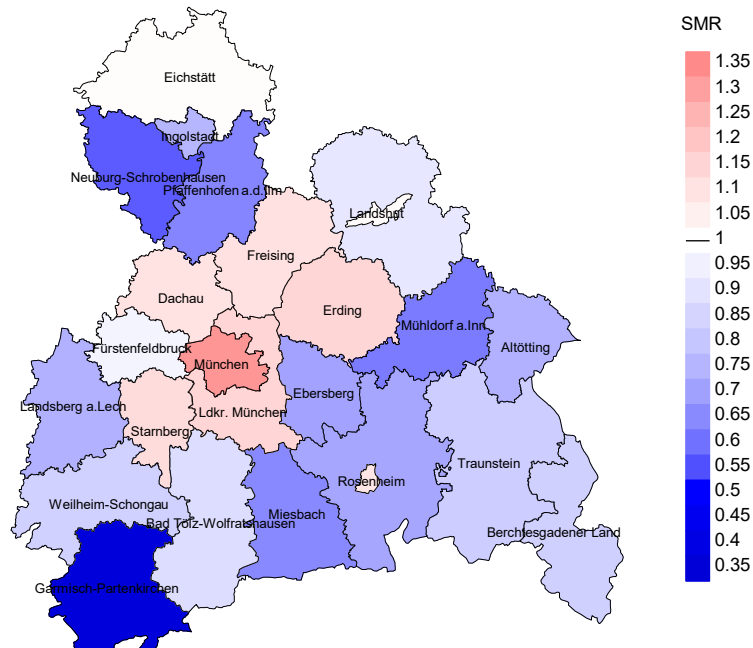 SMR
Eichstätt
Ingolstadt
Neuburg-Schrobenhausen
Pfaffenhofen a.d.Ilm
Landshut
Freising
Dachau
Erding
Mühldorf a.Inn
Fürstenfeldbruck
Altötting
München
Ebersberg
Landsberg a.Lech
Ldkr. München
Starnberg
Traunstein
Rosenheim
Weilheim-Schongau
Miesbach
Bad Tölz-Wolfratshausen
Berchtesgadener Land
Garmisch-Partenkirchen
1.35
1.3
1.25
1.2
1.15
1.1
1.05
1
0.95
0.9
0.85
0.8
0.75
0.7
0.65
0.6
0.55
0.5
0.45
0.4
0.35